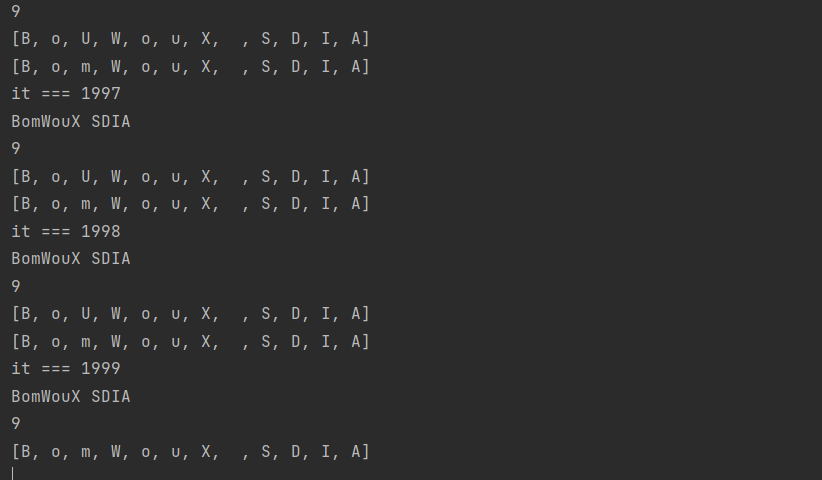 9
[B, o, U, W, o, u, X,  , S, D, I, A]
[B, o, m, W, o, u, X,  , S, D, I, A]
it === 1997
BomWouX SDIA
9
[B, o, U, W, o, u, X,  , S, D, I, A]
[B, o, m, W, o, u, X,  , S, D, I, A]
it === 1998
BomWouX SDIA
9
[B, o, U, W, o, u, X,  , S, D, I, A]
[B, o, m, W, o, u, X,  , S, D, I, A]
it === 1999
BomWouX SDIA
9
[B, o, m, W, o, u, X,  , S, D, I, A]